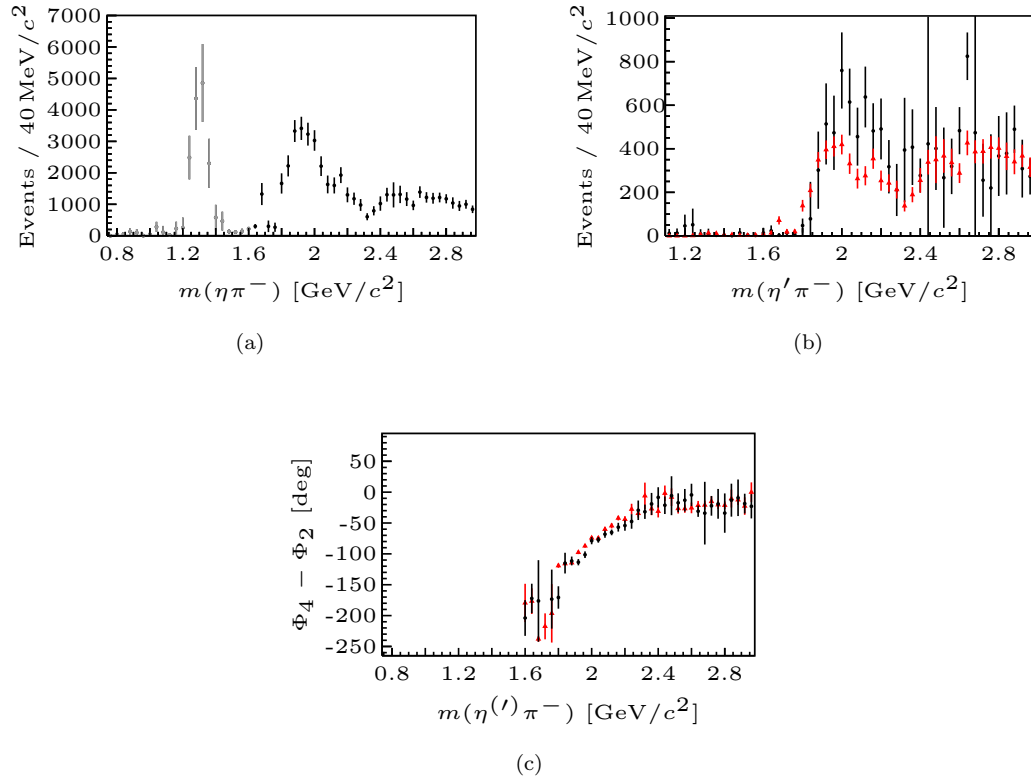 Events / 40 MeV/c²
7000
6000
5000
4000
3000
2000
1000
0
0.8 1.2 1.6 2 2.4 2.8
m(ηπ⁻) [GeV/c²]
(a)
Events / 40 MeV/c²
1000
800
600
400
200
0
1.2 1.6 2 2.4 2.8
m(η′π⁻) [GeV/c²]
(b)
Φ₄ − Φ₂ [deg]
50
0
-50
-100
-150
-200
-250
0.8 1.2 1.6 2 2.4 2.8
m(η⁽′⁾π⁻) [GeV/c²]
(c)